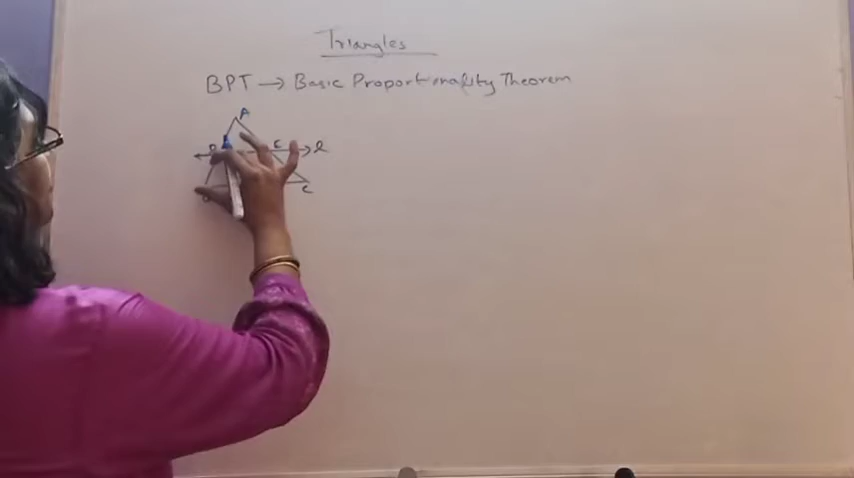 Triangles
BPT → Basic Proportionality Theorem
A
D E l
C